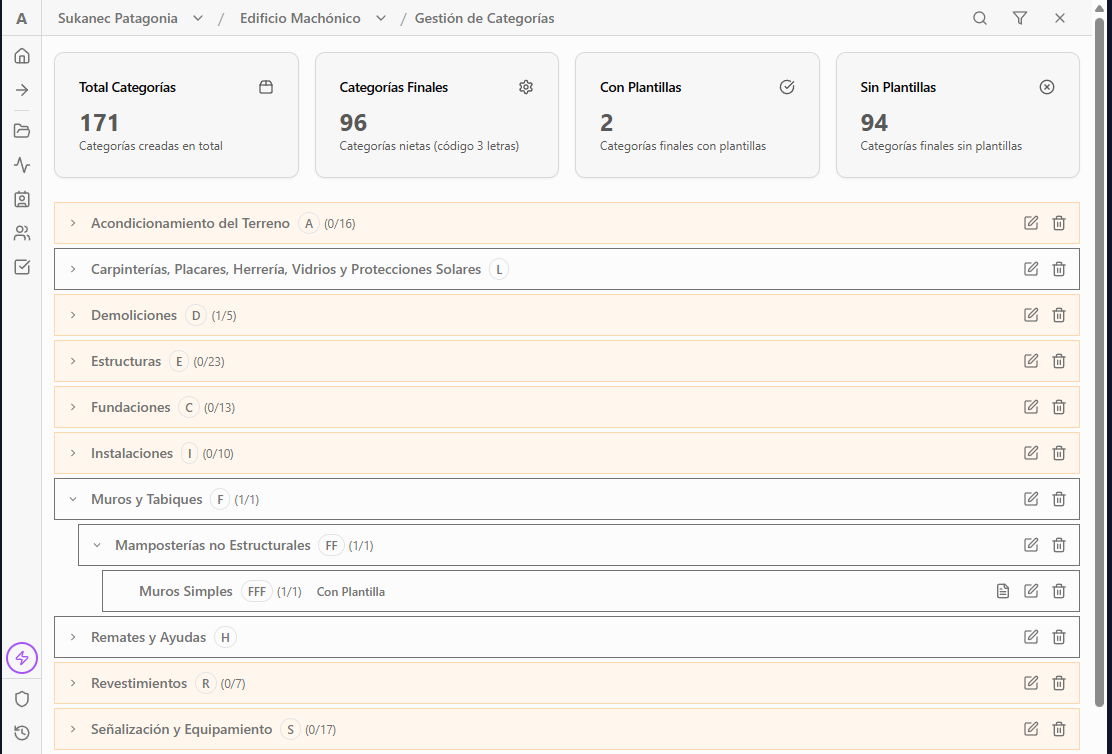 A Sukanec Patagonia / Edificio Machónico / Gestión de Categorías
Total Categorías
171
Categorías creadas en total
Categorías Finales
96
Categorías nietas (código 3 letras)
Con Plantillas
2
Categorías finales con plantillas
Sin Plantillas
94
Categorías finales sin plantillas
Acondicionamiento del Terreno A (0/16)
Carpinterías, Placares, Herrería, Vidrios y Protecciones Solares L
Demoliciones D (1/5)
Estructuras E (0/23)
Fundaciones C (0/13)
Instalaciones I (0/10)
Muros y Tabiques F (1/1)
Mamposterías no Estructurales FF (1/1)
Muros Simples FFF (1/1) Con Plantilla
Remates y Ayudas H
Revestimientos R (0/7)
Señalización y Equipamiento S (0/17)